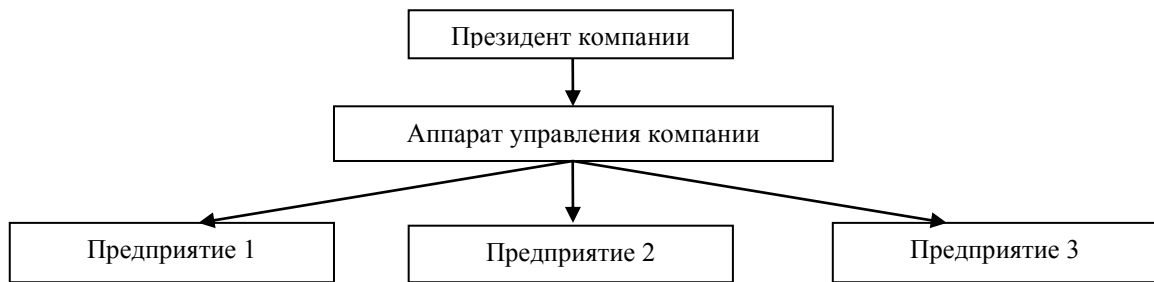 Президент компании
Аппарат управления компании
Предприятие 1
Предприятие 2
Предприятие 3